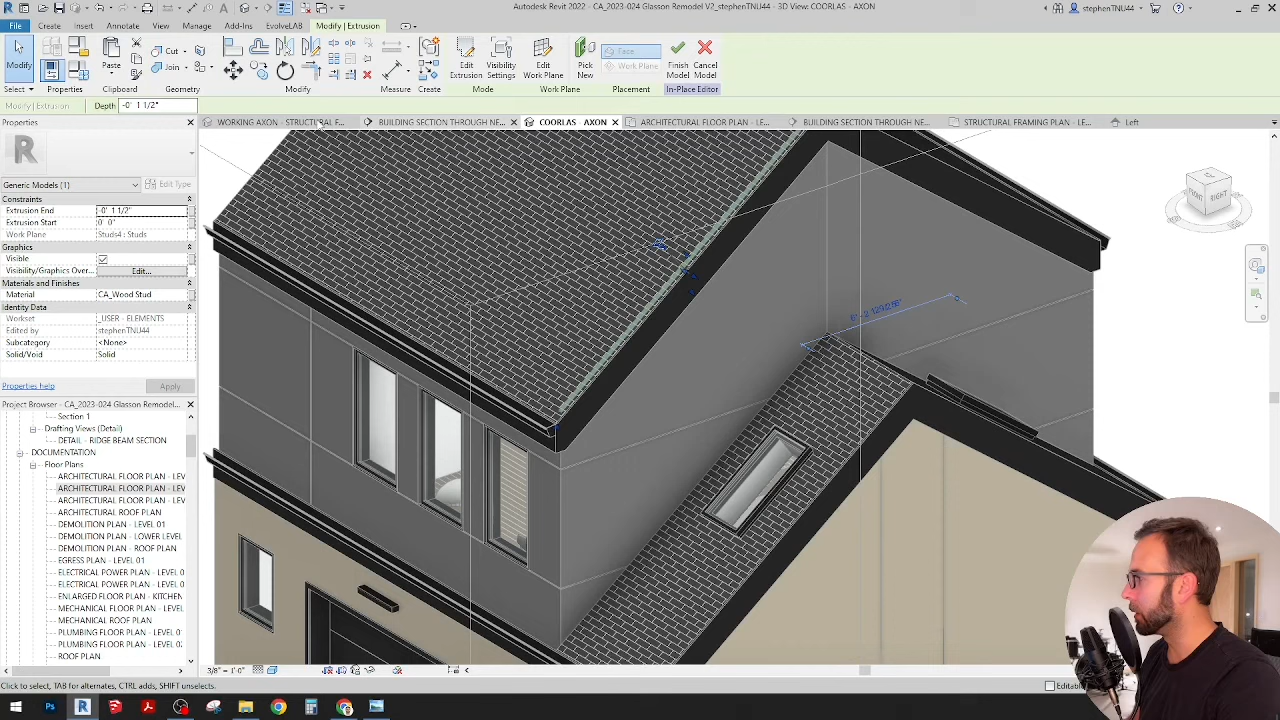 Autodesk Revit 2022 - CA_2023-024 Glasson Remodel V2_stephenTNU44 - 3D View: COORLAS - AXON
stephenTNU44
File
Create
Insert
Annotate
View
Manage
Add-Ins
EvolveLAB
Modify | Extrusion
Modify
Paste
Cut
Join
Edit Extrusion
Visibility Settings
Edit Work Plane
Pick New
Face
Work Plane
Finish Model
Cancel Model
Select
Properties
Clipboard
Geometry
Modify
Measure
Create
Mode
Work Plane
Placement
In-Place Editor
Modify | Extrusion
Depth
-0' 1 1/2"
Properties
WORKING AXON - STRUCTURAL F...
BUILDING SECTION THROUGH NE...
COORLAS - AXON
ARCHITECTURAL FLOOR PLAN - LE...
BUILDING SECTION THROUGH NE...
STRUCTURAL FRAMING PLAN - LE...
Left
Generic Models (1)
Edit Type
Constraints
Extrusion End -0' 1 1/2"
Extrusion Start 0' 0"
Work Plane Studs4 : Studs
Graphics
Visible
Visibility/Graphics Over... Edit...
Materials and Finishes
Material CA_Wood Stud
Identity Data
Workset _USER - ELEMENTS
Edited by stephenTNU44
Subcategory <None>
Solid/Void Solid
Properties help
Apply
Project Browser - CA_2023-024 Glasson Remodel...
Section 1
Drafting Views (Detail)
DETAIL - RIDGE BEAM SECTION
DOCUMENTATION
Floor Plans
ARCHITECTURAL FLOOR PLAN - LEV
ARCHITECTURAL FLOOR PLAN - LEV
ARCHITECTURAL FLOOR PLAN - LEV
ARCHITECTURAL ROOF PLAN
DEMOLITION PLAN - LEVEL 01
DEMOLITION PLAN - LOWER LEVEL
DEMOLITION PLAN - ROOF PLAN
EGRESS PLAN - LEVEL 01
ELECTRICAL POWER PLAN - LEVEL 0
ELECTRICAL POWER PLAN - LEVEL 0
ENLARGED FLOOR PLAN - KITCHEN
MECHANICAL FLOOR PLAN - LEVEL
MECHANICAL ROOF PLAN
PLUMBING FLOOR PLAN - LEVEL 0
PLUMBING FLOOR PLAN - LEVEL 0
ROOF PLAN
FRONT
RIGHT
3/8" = 1'-0"
Click to select, TAB for alternates, CTRL adds, SHIFT unselects.